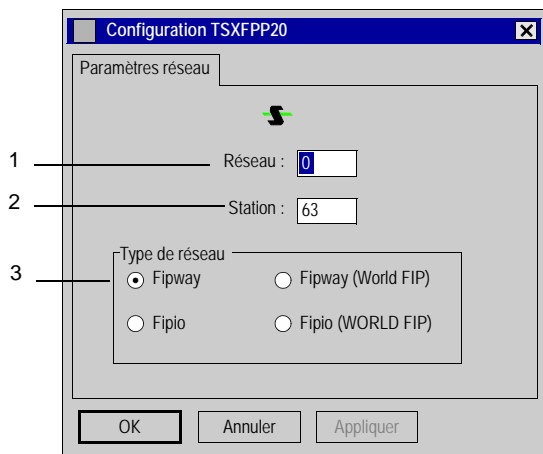 Configuration TSXFPP20
Paramètres réseau
1 Réseau : 0
2 Station : 63
Type de réseau
3 Fipway Fipway (World FIP)
Fipio Fipio (WORLD FIP)
OK Annuler Appliquer